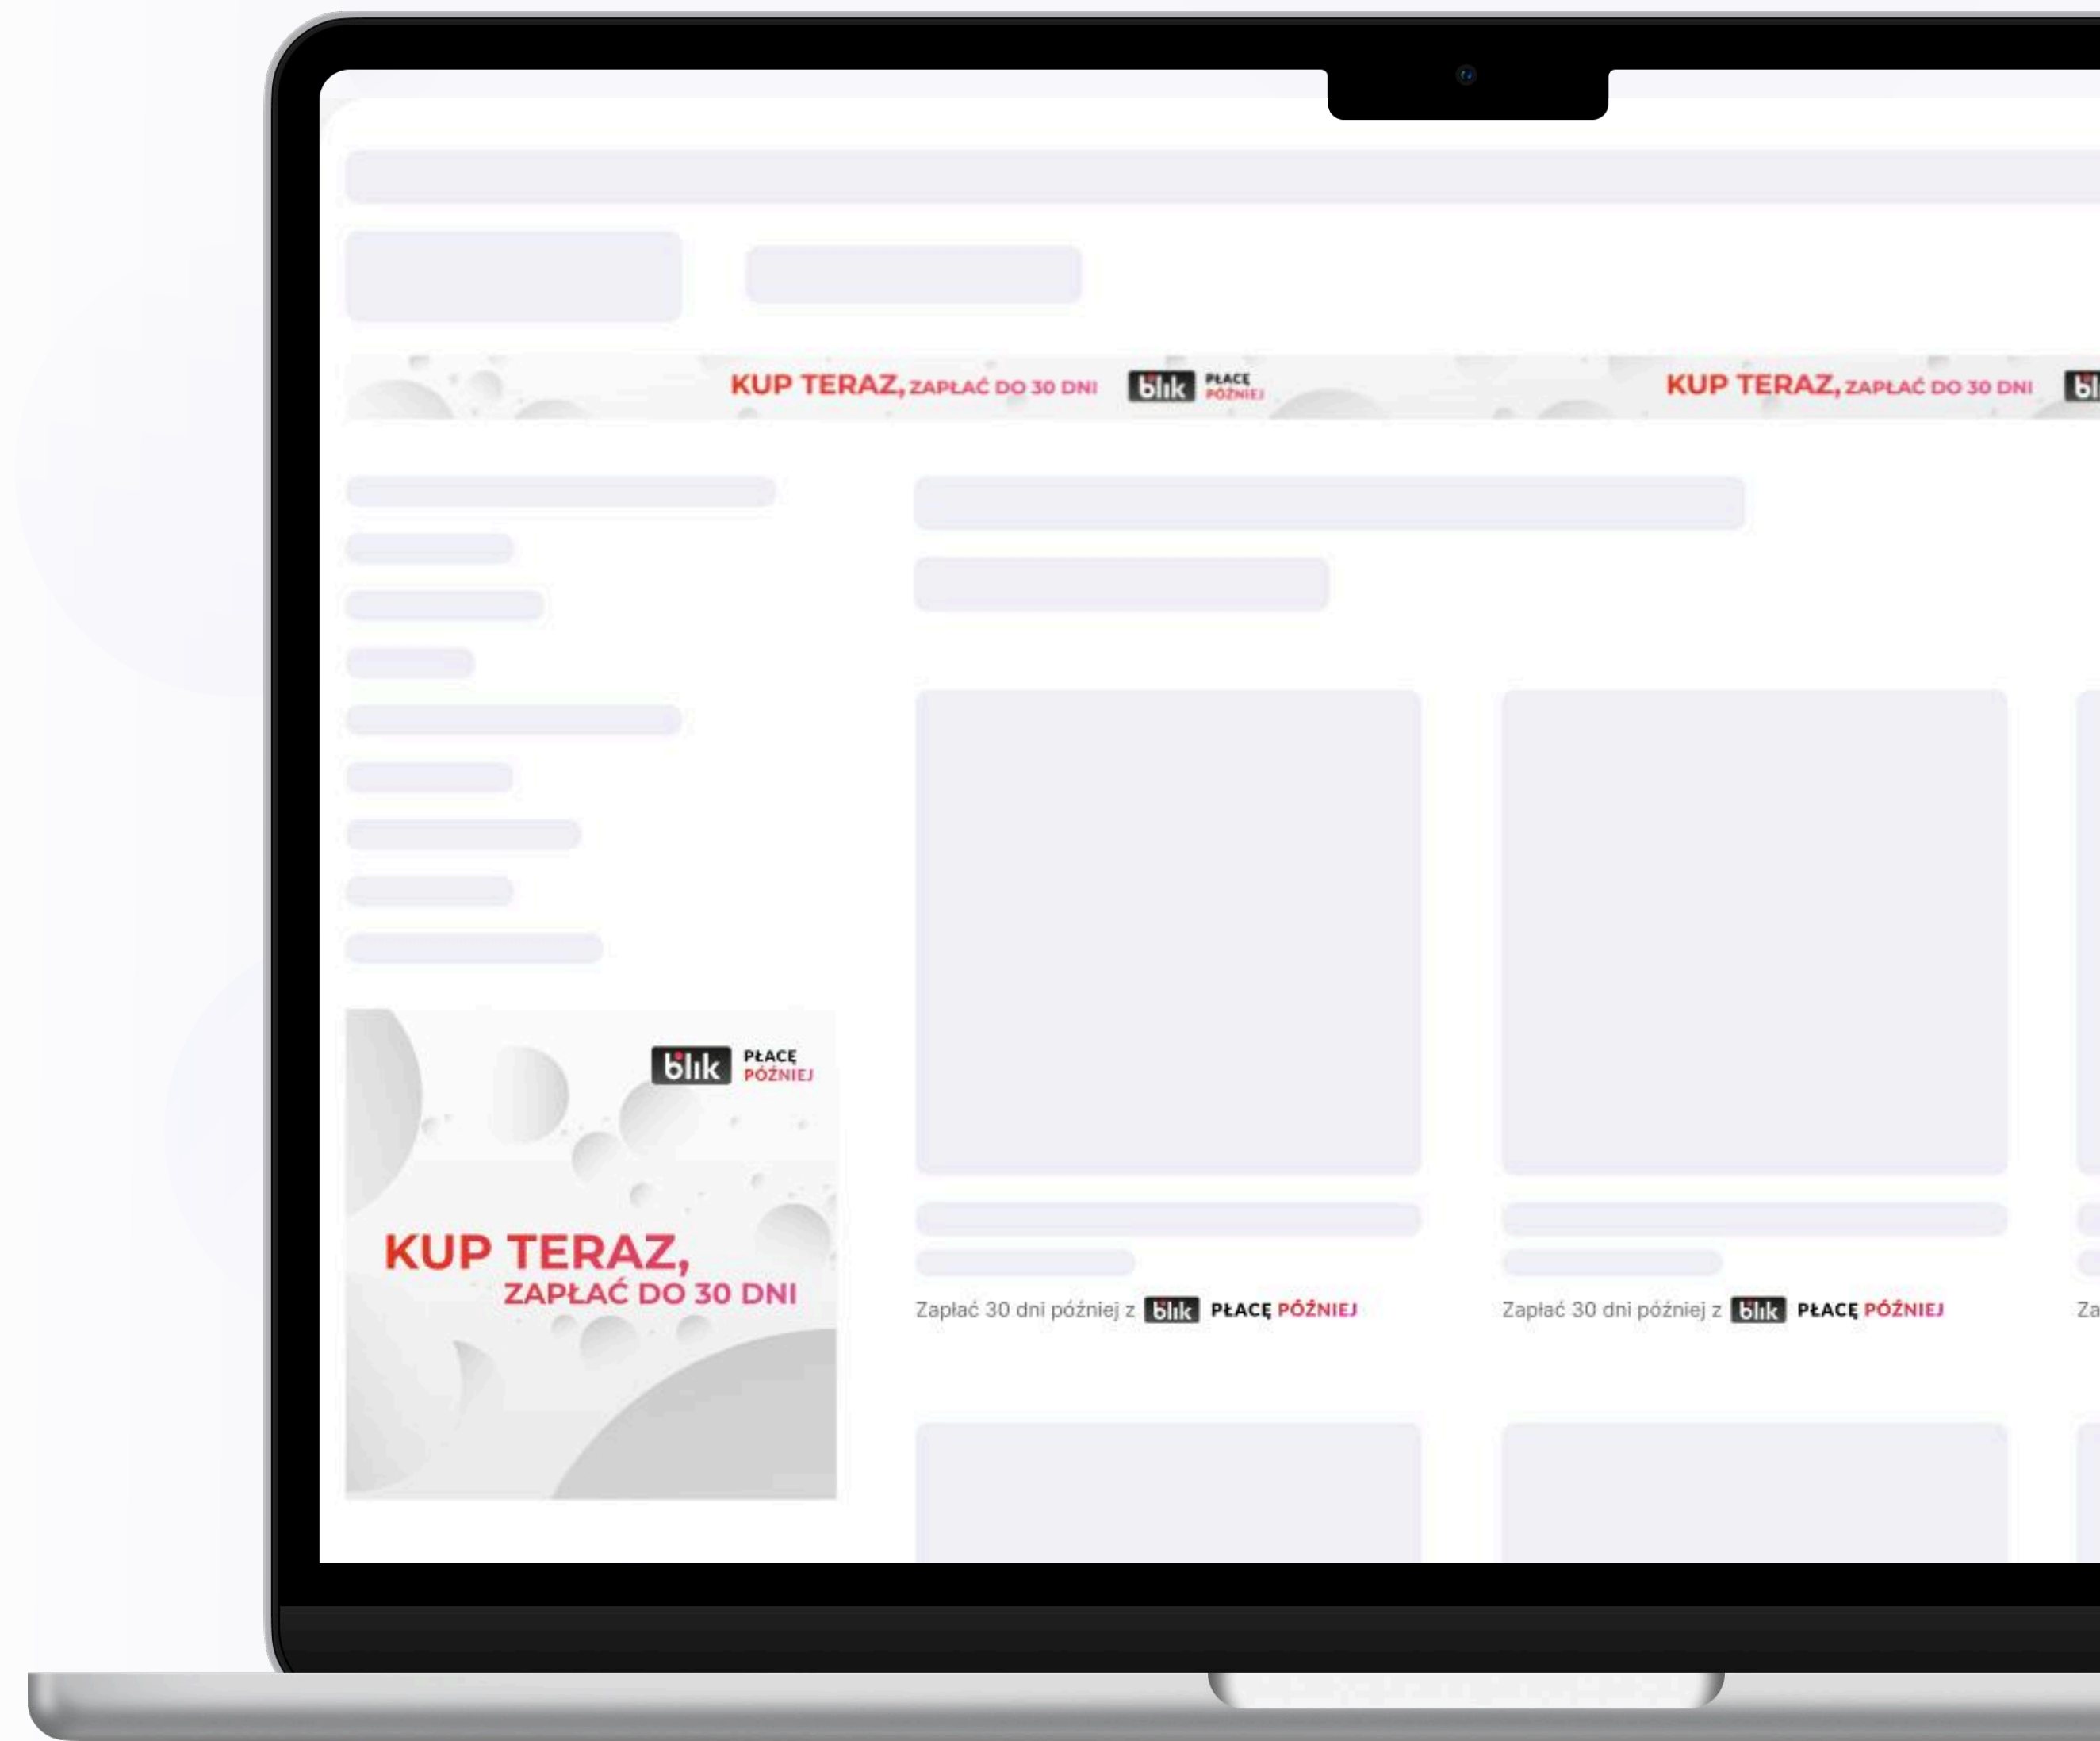 KUP TERAZ, ZAPŁAĆ DO 30 DNI blik PŁACĘ PÓŹNIEJ
KUP TERAZ, ZAPŁAĆ DO 30 DNI
blik PŁACĘ PÓŹNIEJ
KUP TERAZ,
ZAPŁAĆ DO 30 DNI
Zapłać 30 dni później z blik PŁACĘ PÓŹNIEJ
Zapłać 30 dni później z blik PŁACĘ PÓŹNIEJ